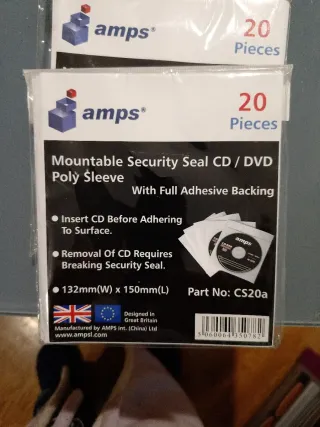 amps®
20
Pieces
amps®
20
Pieces
Mountable Security Seal CD / DVD
Poly Sleeve
With Full Adhesive Backing
Insert CD Before Adhering
To Surface.
Removal Of CD Requires
Breaking Security Seal.
132mm(W) x 150mm(L)
Part No: CS20a
Designed in
Great Britain
Manufactured by AMPS int. (China) Ltd
www.ampsl.com